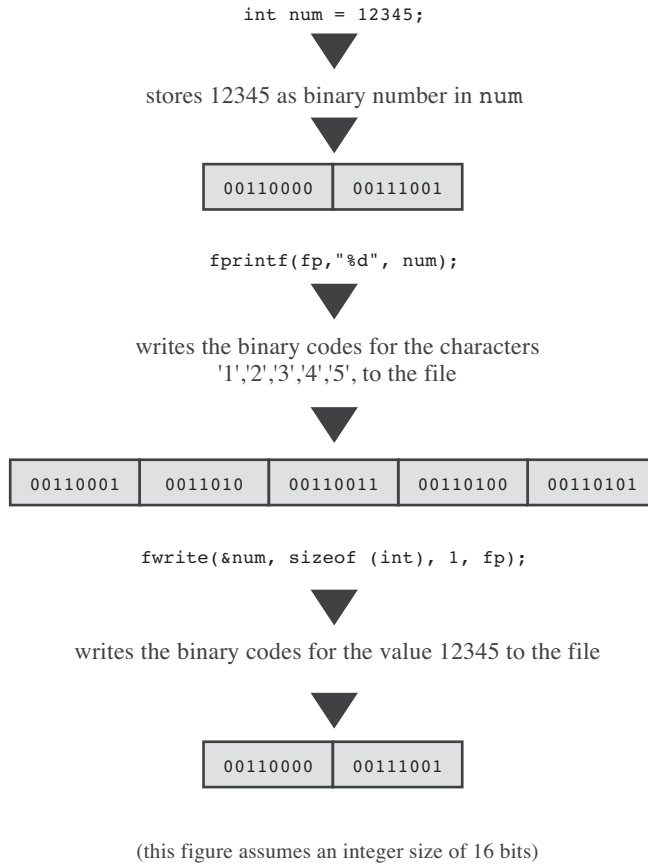 int num = 12345;
stores 12345 as binary number in num
00110000 00111001
fprintf(fp,"%d", num);
writes the binary codes for the characters
'1','2','3','4','5', to the file
00110001 0011010 00110011 00110100 00110101
fwrite(&num, sizeof (int), 1, fp);
writes the binary codes for the value 12345 to the file
00110000 00111001
(this figure assumes an integer size of 16 bits)